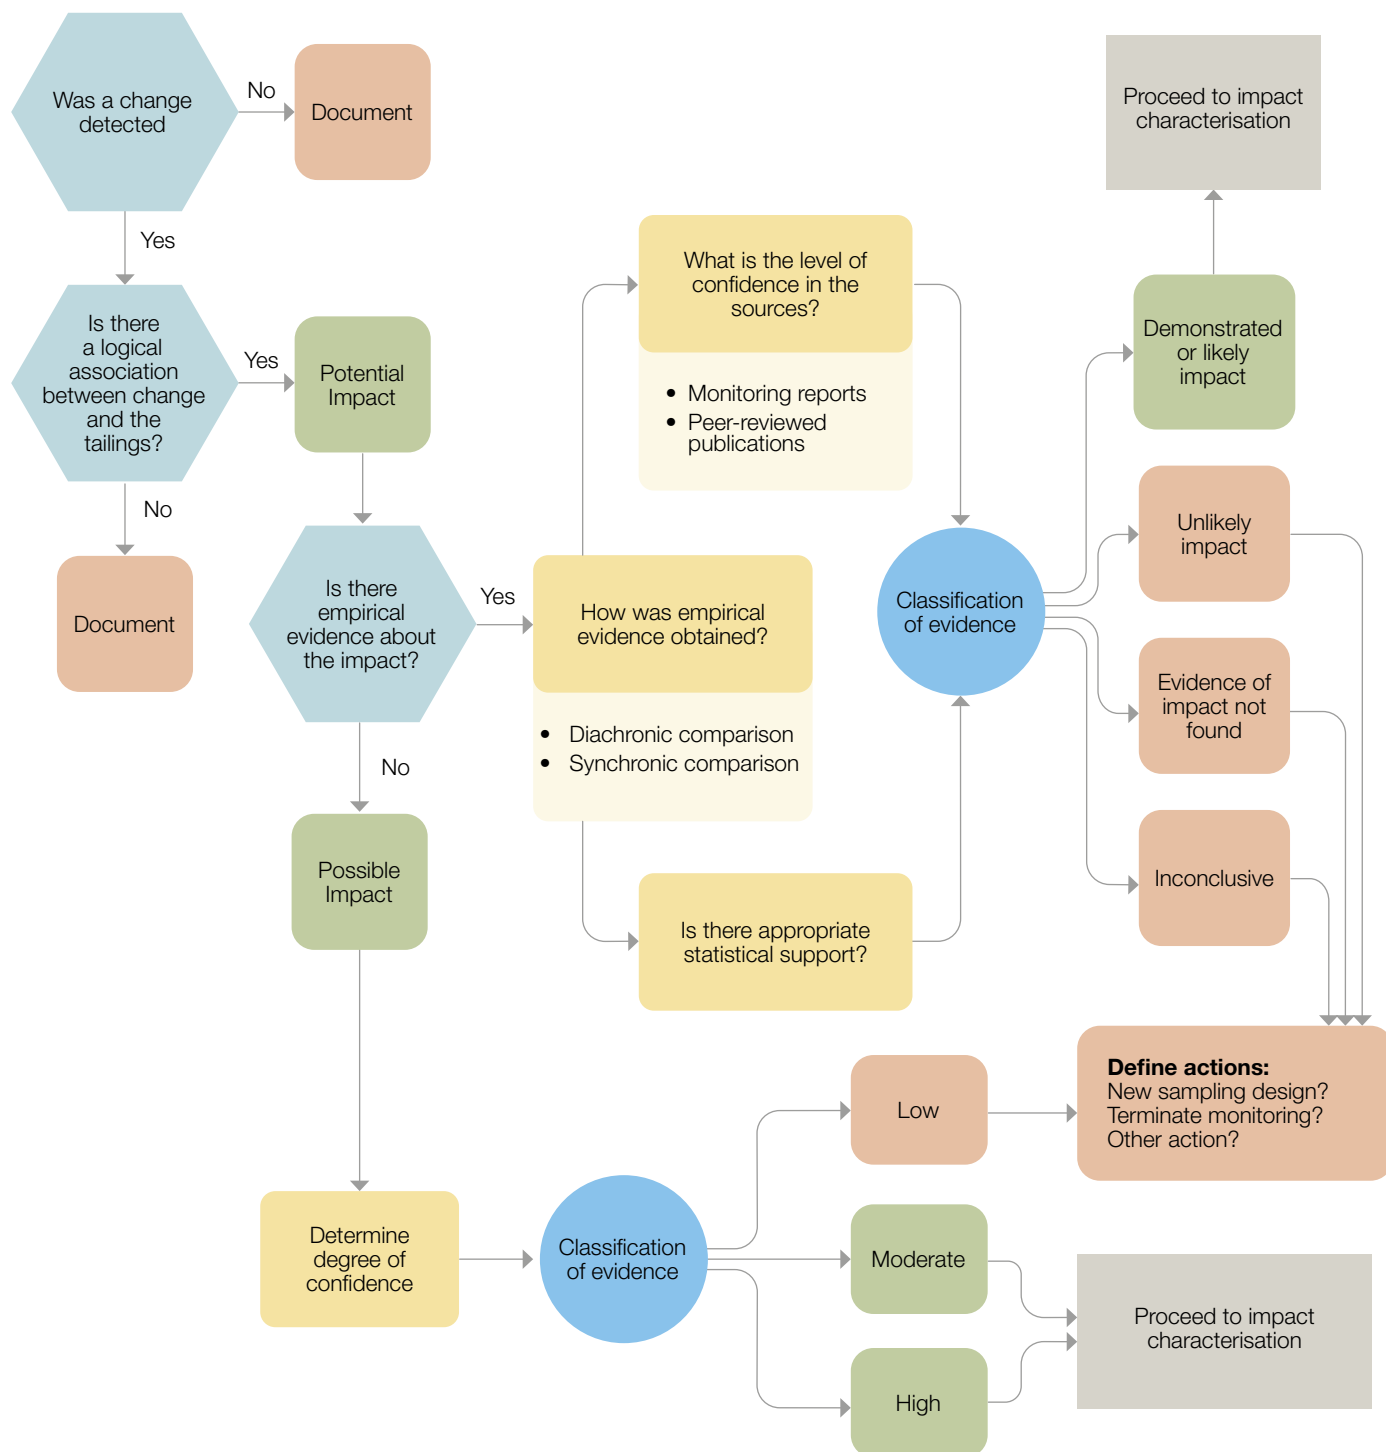 Was a change
detected
No
Document
Yes
Is there
a logical
association
between change
and the
tailings?
Yes
Potential
Impact
No
Document
Is there
empirical
evidence about
the impact?
Yes
No
Possible
Impact
Determine
degree of
confidence
What is the level of
confidence in the
sources?
• Monitoring reports
• Peer-reviewed
publications
How was empirical
evidence obtained?
• Diachronic comparison
• Synchronic comparison
Is there appropriate
statistical support?
Classification
of evidence
Proceed to impact
characterisation
Demonstrated
or likely
impact
Unlikely
impact
Evidence of
impact not
found
Inconclusive
Define actions:
New sampling design?
Terminate monitoring?
Other action?
Classification
of evidence
Low
Moderate
High
Proceed to impact
characterisation